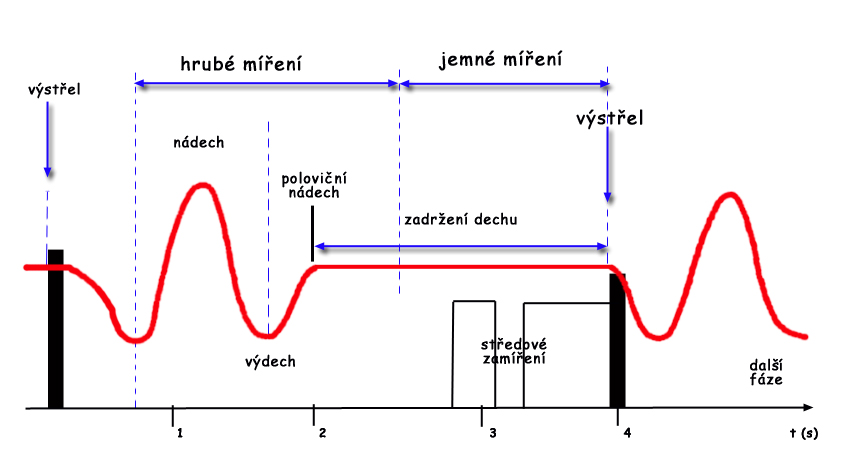 hrubé míření
jemné míření
výstřel
výstřel
nádech
poloviční
nádech
zadržení dechu
středové
zamíření
výdech
další
fáze
1
2
3
4
t (s)